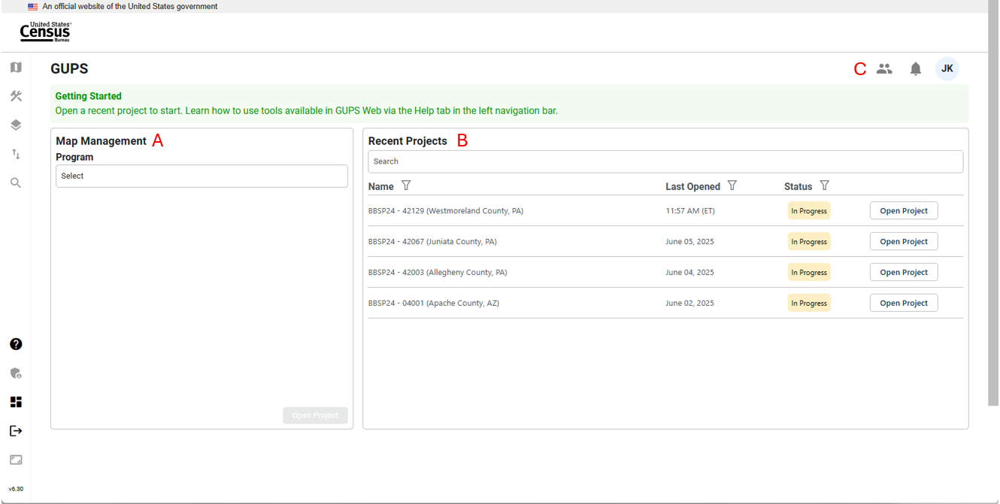 An official website of the United States government
United States®
Census
Bureau
GUPS
C
JK
Getting Started
Open a recent project to start. Learn how to use tools available in GUPS Web via the Help tab in the left navigation bar.
Map Management A
Program
Select
Open Project
Recent Projects B
Search
Name Last Opened Status
BBSP24 - 42129 (Westmoreland County, PA) 11:57 AM (ET) In Progress Open Project
BBSP24 - 42067 (Juniata County, PA) June 05, 2025 In Progress Open Project
BBSP24 - 42003 (Allegheny County, PA) June 04, 2025 In Progress Open Project
BBSP24 - 04001 (Apache County, AZ) June 02, 2025 In Progress Open Project
v6.30